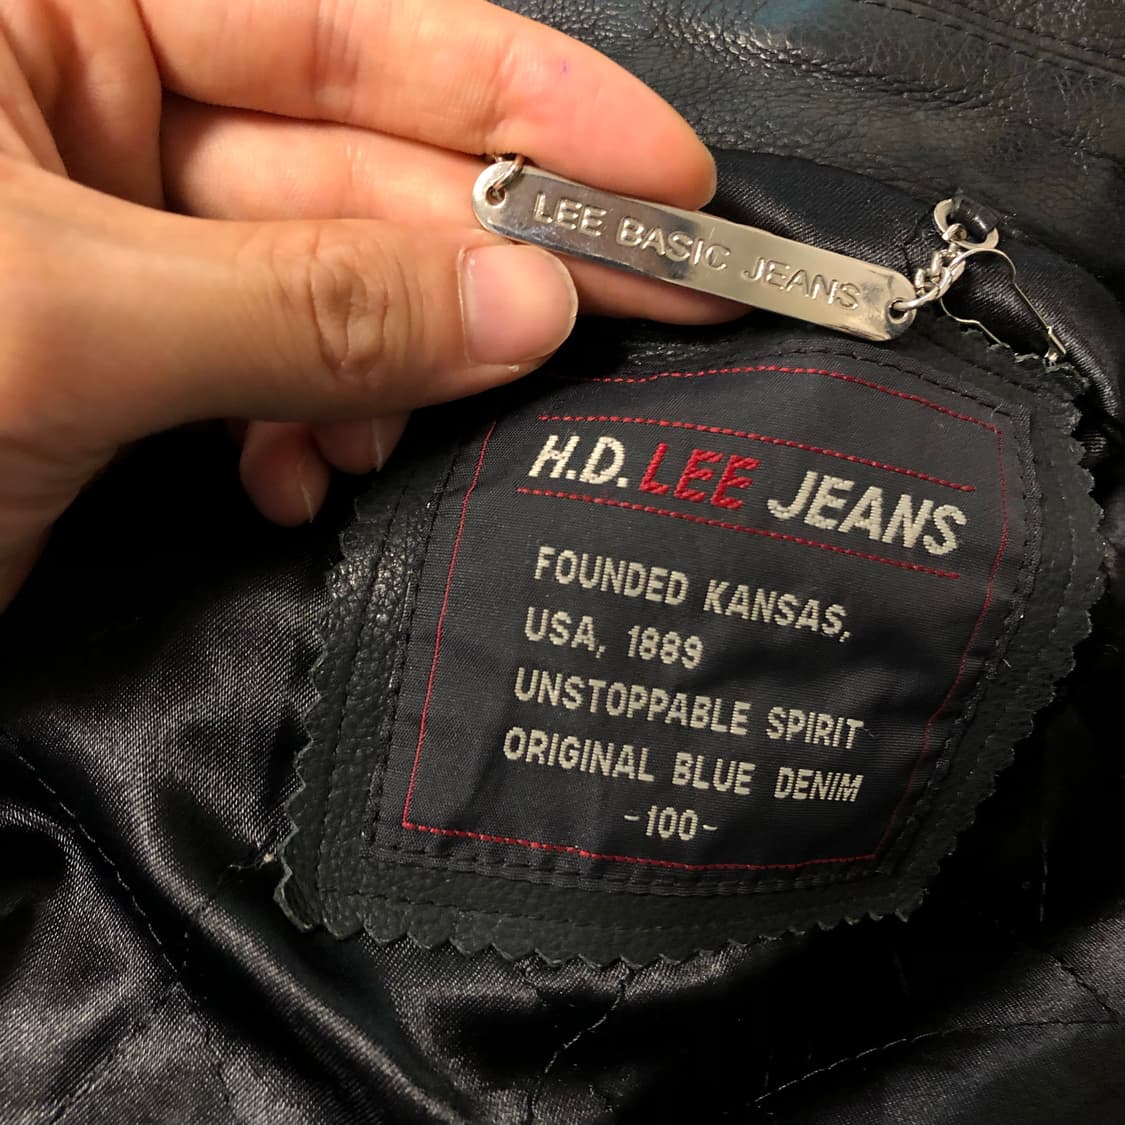 LEE BASIC JEANS
H.D. LEE JEANS
FOUNDED KANSAS,
USA, 1889
UNSTOPPABLE SPIRIT
ORIGINAL BLUE DENIM
-100-